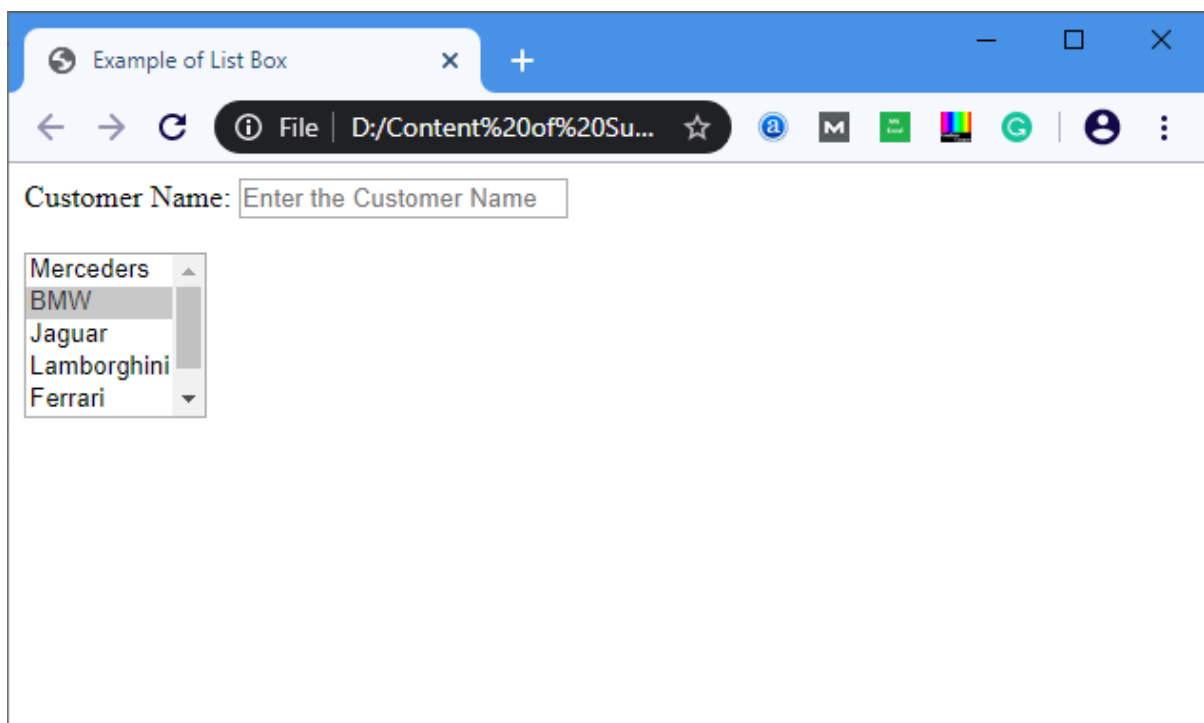 Example of List Box
File D:/Content%20of%20Su...
Customer Name: Enter the Customer Name
Merceders
BMW
Jaguar
Lamborghini
Ferrari